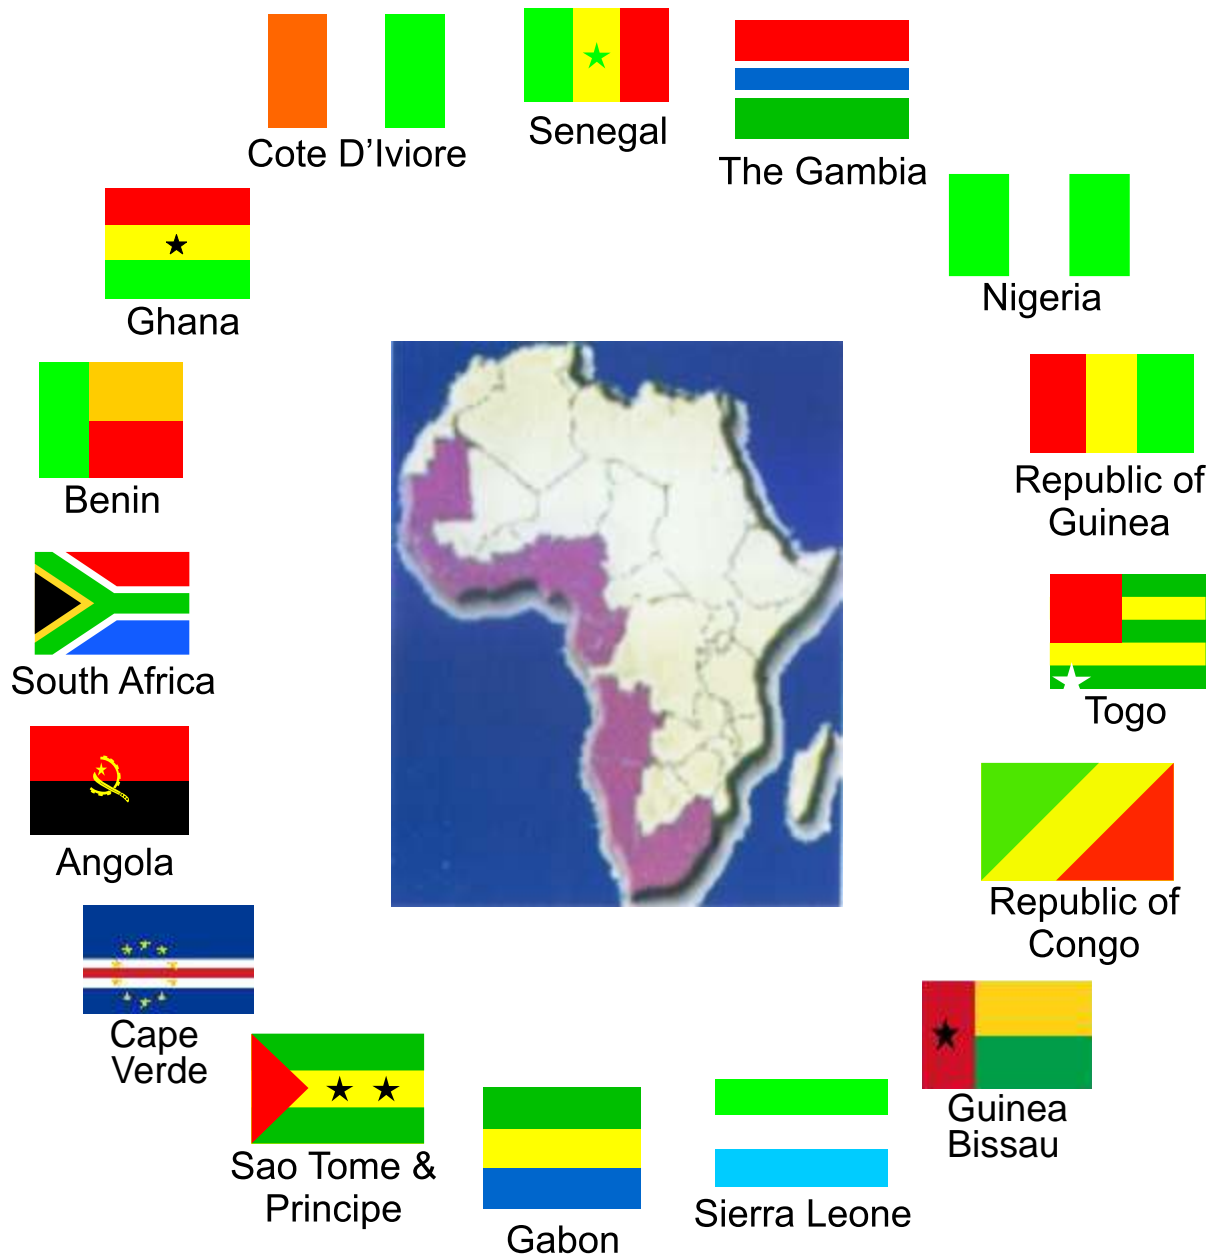 Senegal
Cote D’Iviore
The Gambia
Nigeria
Ghana
Republic of
Guinea
Benin
South Africa
Togo
Angola
Republic of
Congo
Cape
Verde
Guinea
Bissau
Sao Tome &
Principe
Sierra Leone
Gabon